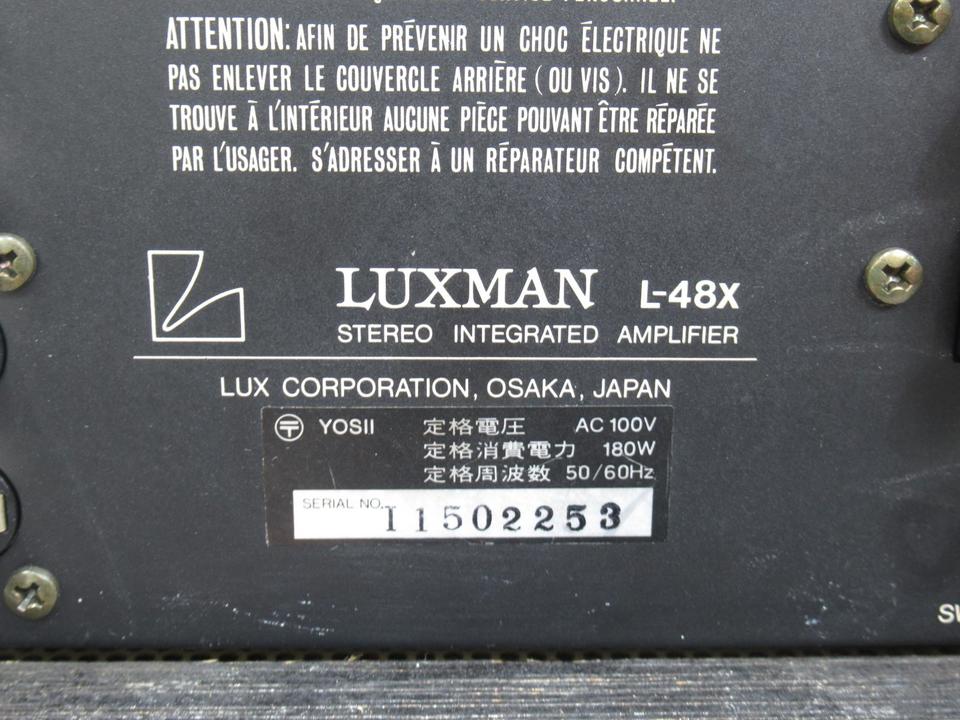 SERVICE PERSONNEL.
ATTENTION: AFIN DE PRÉVENIR UN CHOC ÉLECTRIQUE NE
PAS ENLEVER LE COUVERCLE ARRIÈRE (OU VIS). IL NE SE
TROUVE À L'INTÉRIEUR AUCUNE PIÈCE POUVANT ÊTRE RÉPARÉE
PAR L'USAGER. S'ADRESSER À UN RÉPARATEUR COMPÉTENT.
LUXMAN L-48X
STEREO INTEGRATED AMPLIFIER
LUX CORPORATION, OSAKA, JAPAN
〒 YOSII 定格電圧 AC 100V
定格消費電力 180W
定格周波数 50/60Hz
SERIAL NO. 11502253